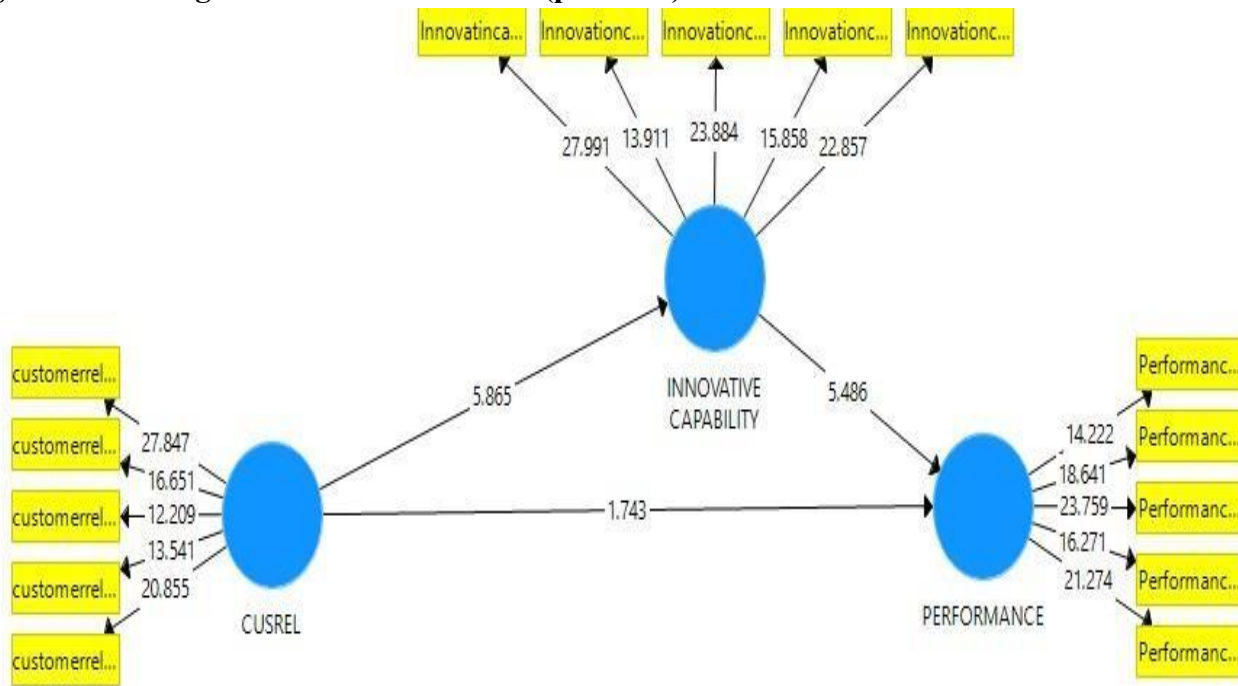 Innovatinca...
Innovationc...
Innovationc...
Innovationc...
Innovationc...
27.991
13.911
23.884
15.858
22.857
INNOVATIVE
CAPABILITY
5.865
5.486
1.743
customerrel...
customerrel...
customerrel...
customerrel...
customerrel...
27.847
16.651
12.209
13.541
20.855
CUSREL
PERFORMANCE
14.222
18.641
23.759
16.271
21.274
Performanc...
Performanc...
Performanc...
Performanc...
Performanc...